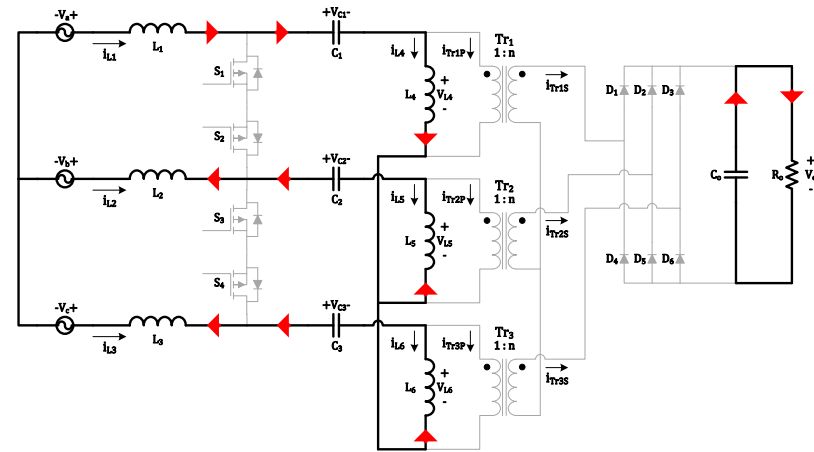 -Va+
iL1
L1
+VC1-
C1
iL4
iTr1P
Tr1
1:n
iTr1S
S1
L4
+
VL4
-
D1
D2
D3
S2
-Vb+
iL2
L2
+VC2-
C2
iL5
iTr2P
Tr2
1:n
iTr2S
Co
Ro
+
V
-
S3
L5
+
VL5
-
D4
D5
D6
S4
-Vc+
iL3
L3
+VC3-
C3
iL6
iTr3P
Tr3
1:n
iTr3S
L6
+
VL6
-